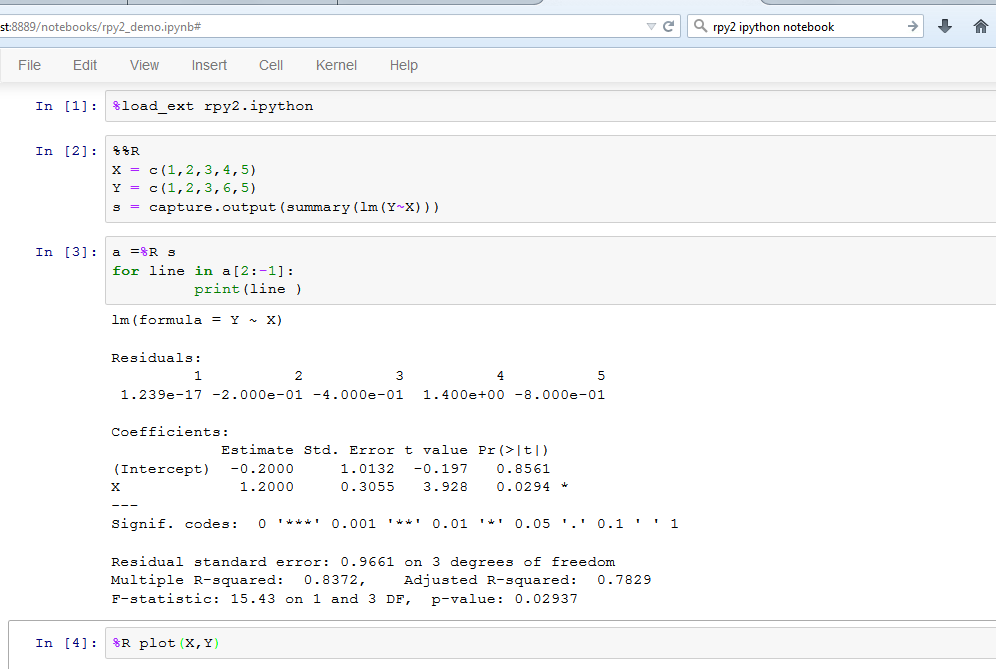 st:8889/notebooks/rpy2_demo.ipynb#
rpy2 ipython notebook
File Edit View Insert Cell Kernel Help
In [1]: %load_ext rpy2.ipython
In [2]: %%R
X = c(1,2,3,4,5)
Y = c(1,2,3,6,5)
s = capture.output(summary(lm(Y~X)))
In [3]: a =%R s
for line in a[2:-1]:
print(line )
lm(formula = Y ~ X)
Residuals:
1 2 3 4 5
1.239e-17 -2.000e-01 -4.000e-01 1.400e+00 -8.000e-01
Coefficients:
Estimate Std. Error t value Pr(>|t|)
(Intercept) -0.2000 1.0132 -0.197 0.8561
X 1.2000 0.3055 3.928 0.0294 *
---
Signif. codes: 0 '***' 0.001 '**' 0.01 '*' 0.05 '.' 0.1 ' ' 1
Residual standard error: 0.9661 on 3 degrees of freedom
Multiple R-squared: 0.8372, Adjusted R-squared: 0.7829
F-statistic: 15.43 on 1 and 3 DF, p-value: 0.02937
In [4]: %R plot(X,Y)